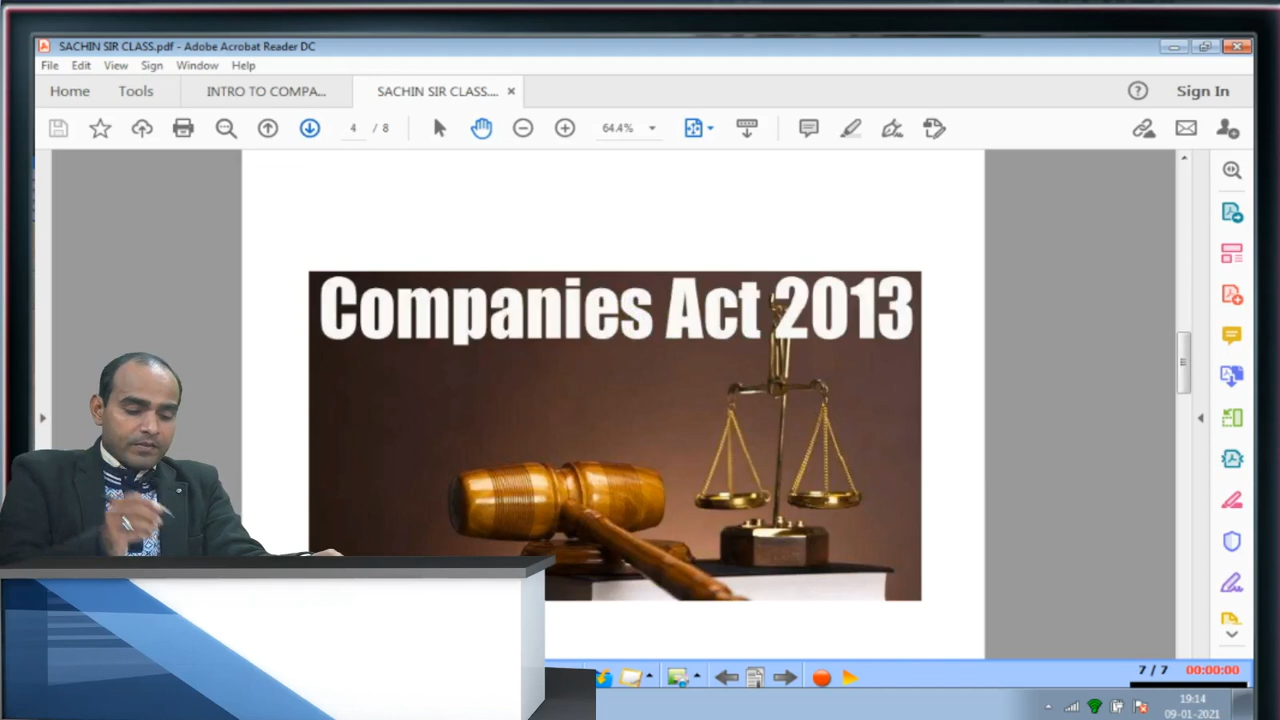 SACHIN SIR CLASS.pdf - Adobe Acrobat Reader DC
File Edit View Sign Window Help
Home Tools INTRO TO COMPA... SACHIN SIR CLASS.... Sign In
4 / 8 64.4%
Companies Act 2013
7 / 7 00:00:00
19:14
09-01-2021